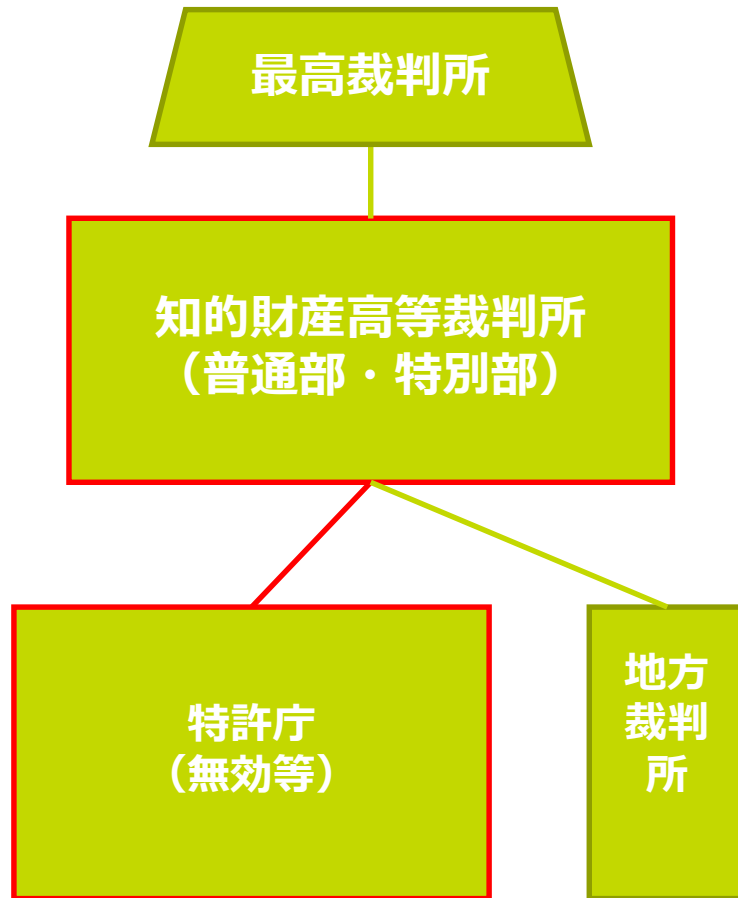 最高裁判所
知的財産高等裁判所
（普通部・特別部）
特許庁
（無効等）
地方
裁判
所